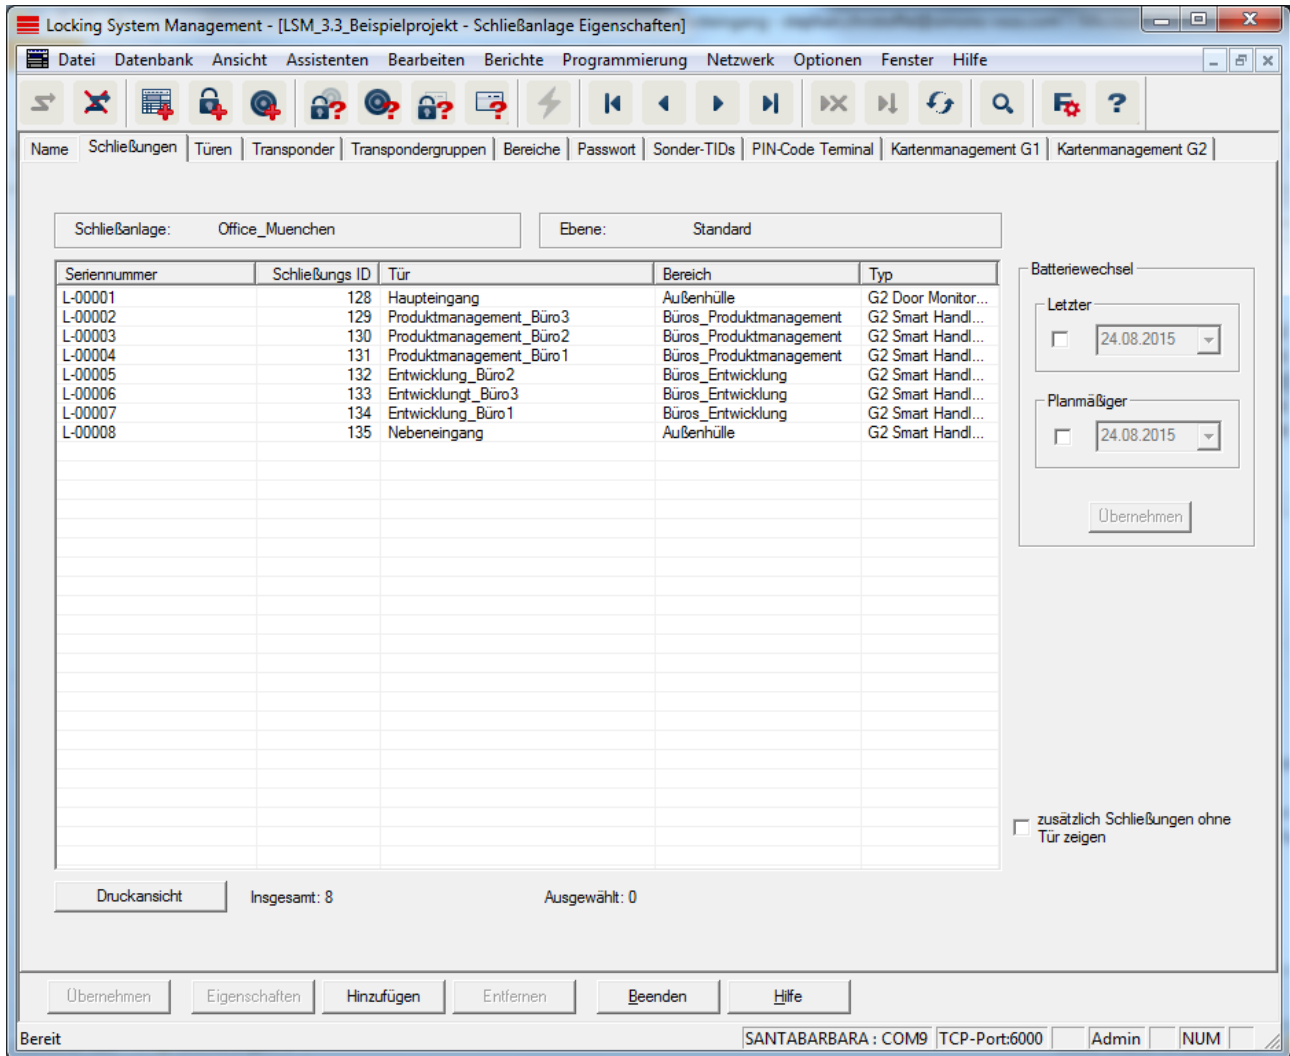 Locking System Management - [LSM_3.3_Beispielprojekt - Schließanlage Eigenschaften]
Datei Datenbank Ansicht Assistenten Bearbeiten Berichte Programmierung Netzwerk Optionen Fenster Hilfe
Name Schließungen Türen Transponder Transpondergruppen Bereiche Passwort Sonder-TIDs PIN-Code Terminal Kartenmanagement G1 Kartenmanagement G2
Schließanlage: Office_Muenchen Ebene: Standard
Seriennummer Schließungs ID Tür Bereich Typ
L-00001 128 Haupteingang Außenhülle G2 Door Monitor...
L-00002 129 Produktmanagement_Büro3 Büros_Produktmanagement G2 Smart Handl...
L-00003 130 Produktmanagement_Büro2 Büros_Produktmanagement G2 Smart Handl...
L-00004 131 Produktmanagement_Büro1 Büros_Produktmanagement G2 Smart Handl...
L-00005 132 Entwicklung_Büro2 Büros_Entwicklung G2 Smart Handl...
L-00006 133 Entwicklungt_Büro3 Büros_Entwicklung G2 Smart Handl...
L-00007 134 Entwicklung_Büro1 Büros_Entwicklung G2 Smart Handl...
L-00008 135 Nebeneingang Außenhülle G2 Smart Handl...
Batteriewechsel
Letzter
24.08.2015
Planmäßiger
24.08.2015
Übernehmen
zusätzlich Schließungen ohne
Tür zeigen
Druckansicht Insgesamt: 8 Ausgewählt: 0
Übernehmen Eigenschaften Hinzufügen Entfernen Beenden Hilfe
Bereit SANTABARBARA : COM9 TCP-Port:6000 Admin NUM